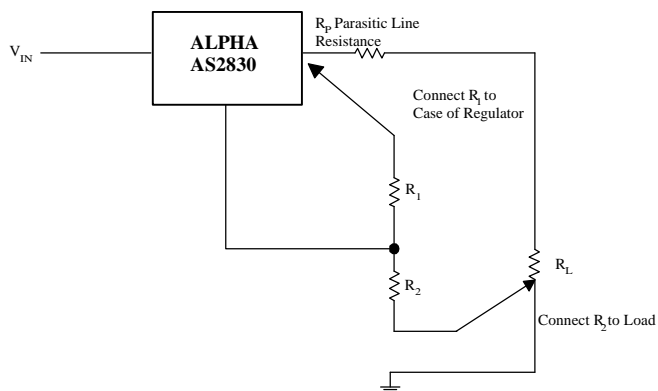 R_P Parasitic Line
Resistance
ALPHA
AS2830
V_IN
Connect R_1 to
Case of Regulator
R_1
R_2
R_L
Connect R_2 to Load